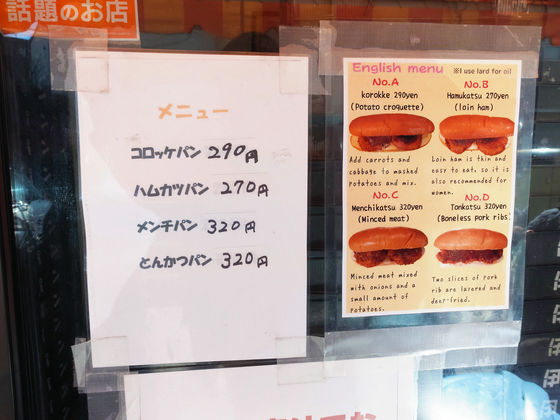 話題のお店
メニュー
コロッケパン 290円
ハムカツパン 270円
メンチパン 320円
とんかつパン 320円
English menu ※I use lard for oil
No.A
korokke 290yen
(Potato croquette)
Add carrots and
cabbage to mashed
potatoes and mix.
No.B
Hamukatsu 270yen
(loin ham)
Loin ham is thin and
easy to eat, so it is
also recommended for
women.
No.C
Menchikatsu 320yen
(Minced meat)
Minced meat mixed
with onions and a
small amount of
potatoes.
No.D
Tonkatsu 320yen
(Boneless pork ribs)
Two slices of pork
rib are layered and
deer-fried.